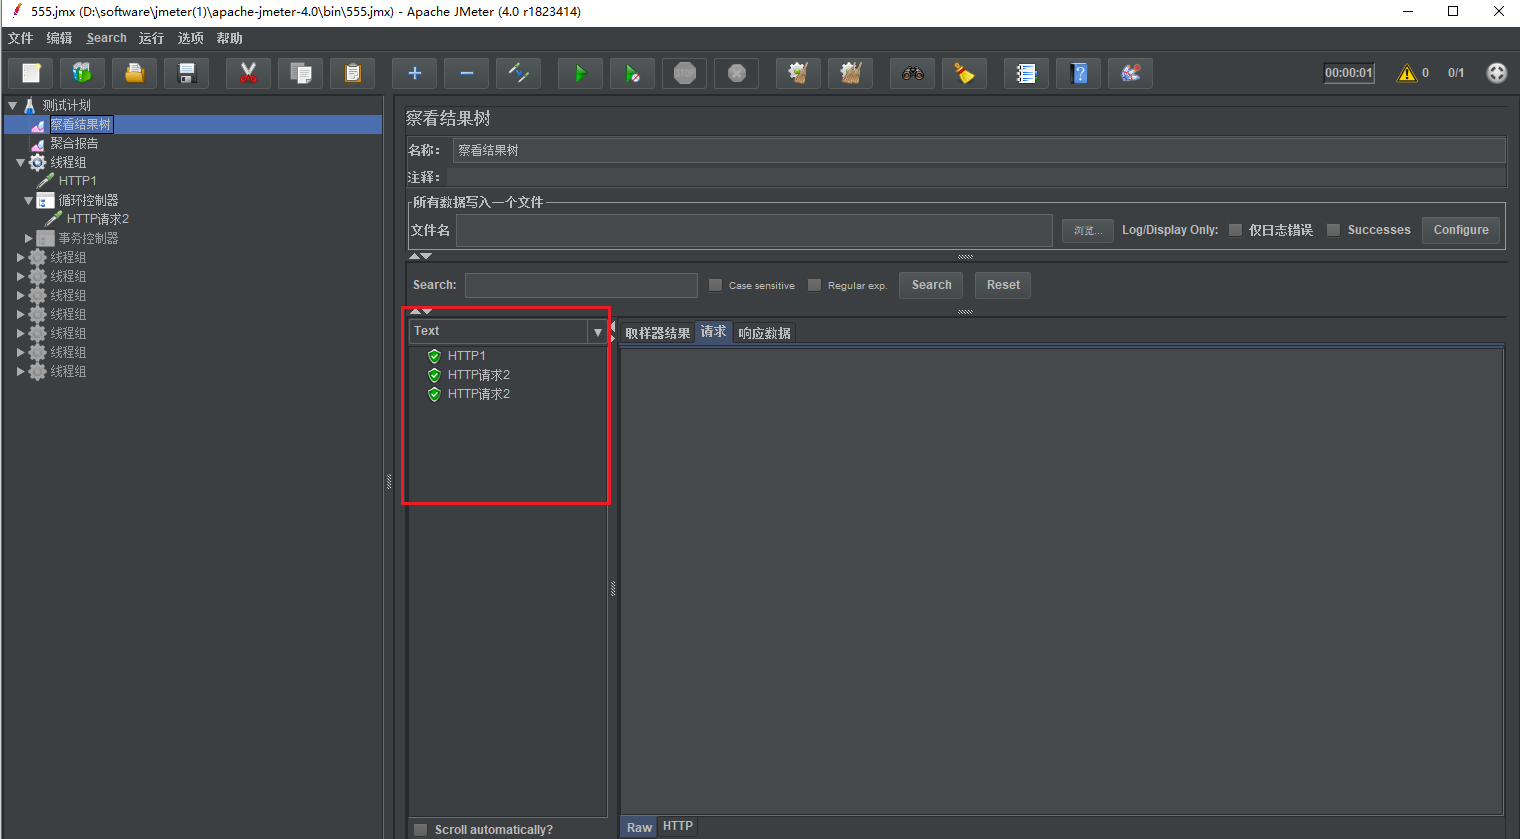 555.jmx (D:\software\jmeter(1)\apache-jmeter-4.0\bin\555.jmx) - Apache JMeter (4.0 r1823414)
文件 编辑 Search 运行 选项 帮助
STOP 00:00:01 0 0/1
测试计划
察看结果树
聚合报告
线程组
HTTP1
循环控制器
HTTP请求2
事务控制器
线程组
线程组
线程组
线程组
线程组
线程组
线程组
察看结果树
名称： 察看结果树
注释：
所有数据写入一个文件
文件名 浏览... Log/Display Only: 仅日志错误 Successes Configure
Search: Case sensitive Regular exp. Search Reset
Text
HTTP1
HTTP请求2
HTTP请求2
Scroll automatically?
取样器结果 请求 响应数据
Raw HTTP